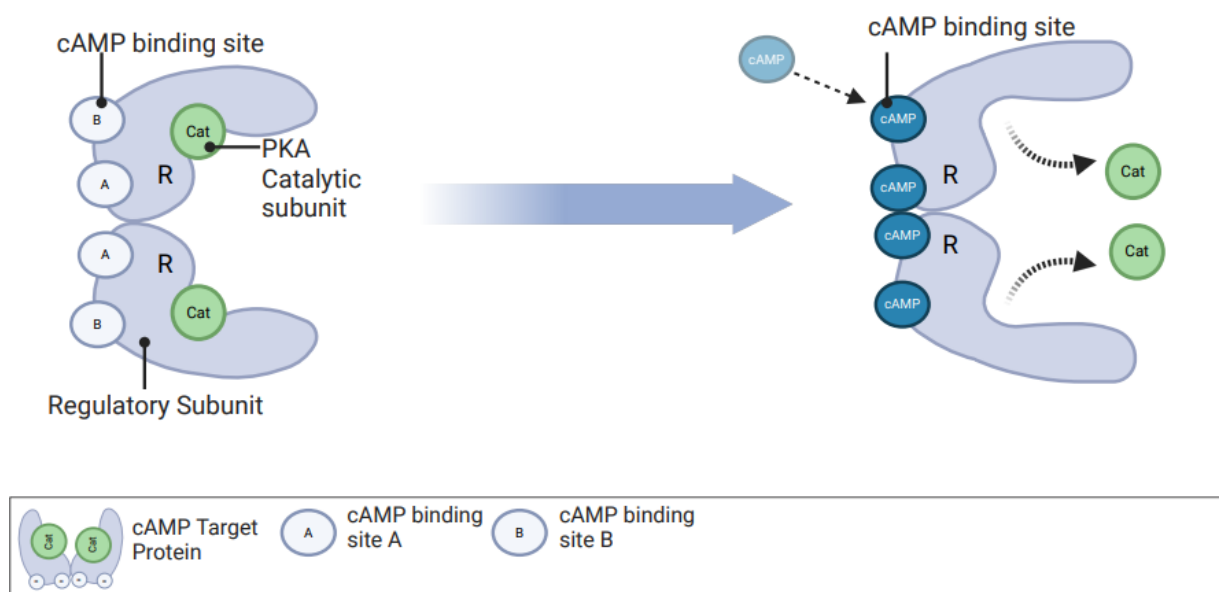 cAMP binding site
B
A
R
Cat
PKA
Catalytic
subunit
A
R
B
Cat
Regulatory Subunit
cAMP binding site
cAMP
cAMP
cAMP
R
Cat
cAMP
R
Cat
cAMP
Cat
Cat
cAMP Target
Protein
A
cAMP binding
site A
B
cAMP binding
site B